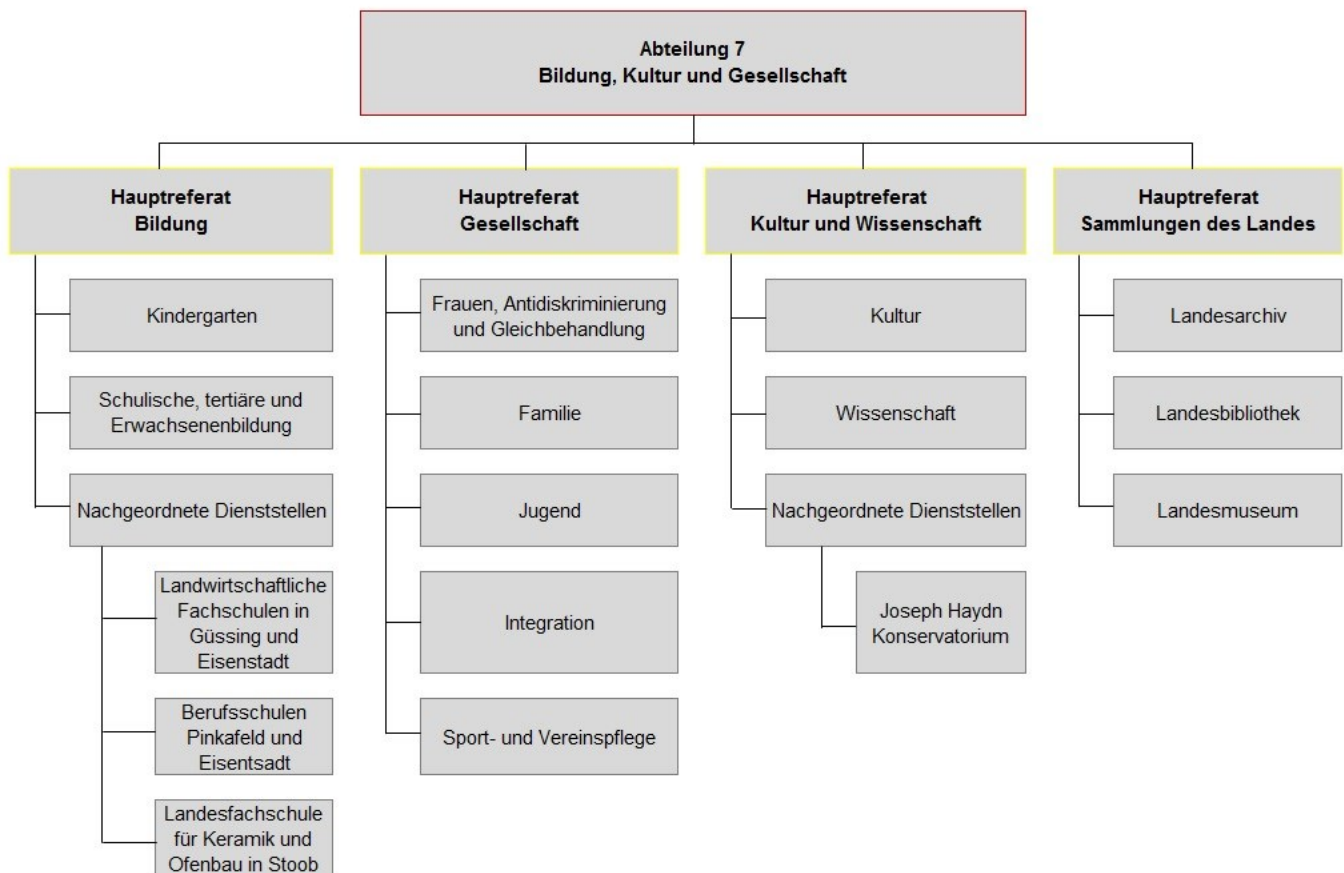 Abteilung 7
Bildung, Kultur und Gesellschaft
Hauptreferat
Bildung
Kindergarten
Schulische, tertiäre und
Erwachsenenbildung
Nachgeordnete Dienststellen
Landwirtschaftliche
Fachschulen in
Güssing und
Eisenstadt
Berufsschulen
Pinkafeld und
Eisentsadt
Landesfachschule
für Keramik und
Ofenbau in Stoob
Hauptreferat
Gesellschaft
Frauen, Antidiskriminierung
und Gleichbehandlung
Familie
Jugend
Integration
Sport- und Vereinspflege
Hauptreferat
Kultur und Wissenschaft
Kultur
Wissenschaft
Nachgeordnete Dienststellen
Joseph Haydn
Konservatorium
Hauptreferat
Sammlungen des Landes
Landesarchiv
Landesbibliothek
Landesmuseum